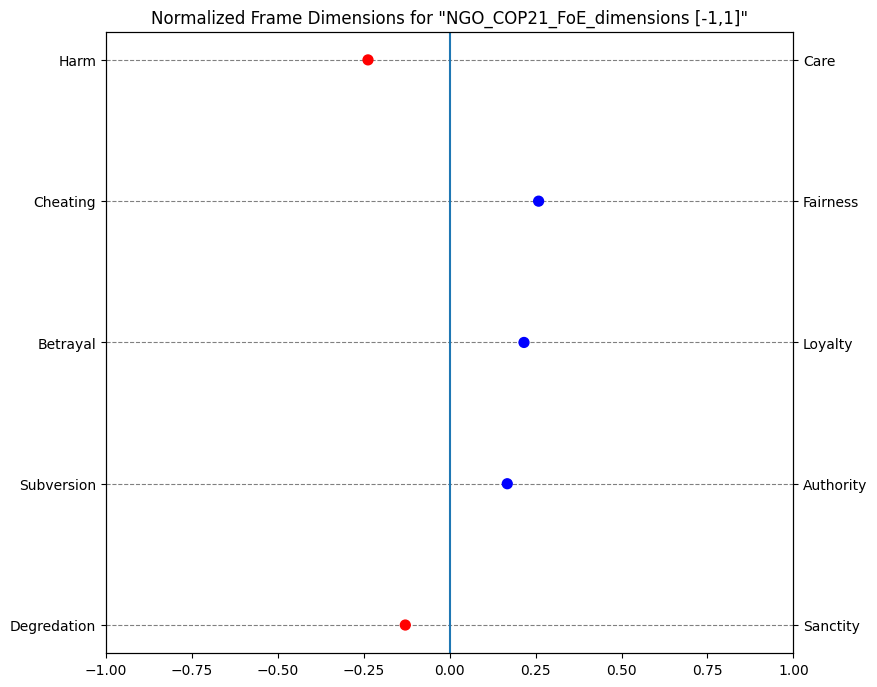 Normalized Frame Dimensions for "NGO_COP21_FoE_dimensions [-1,1]"
Harm Care
Cheating Fairness
Betrayal Loyalty
Subversion Authority
Degredation Sanctity
−1.00 −0.75 −0.50 −0.25 0.00 0.25 0.50 0.75 1.00